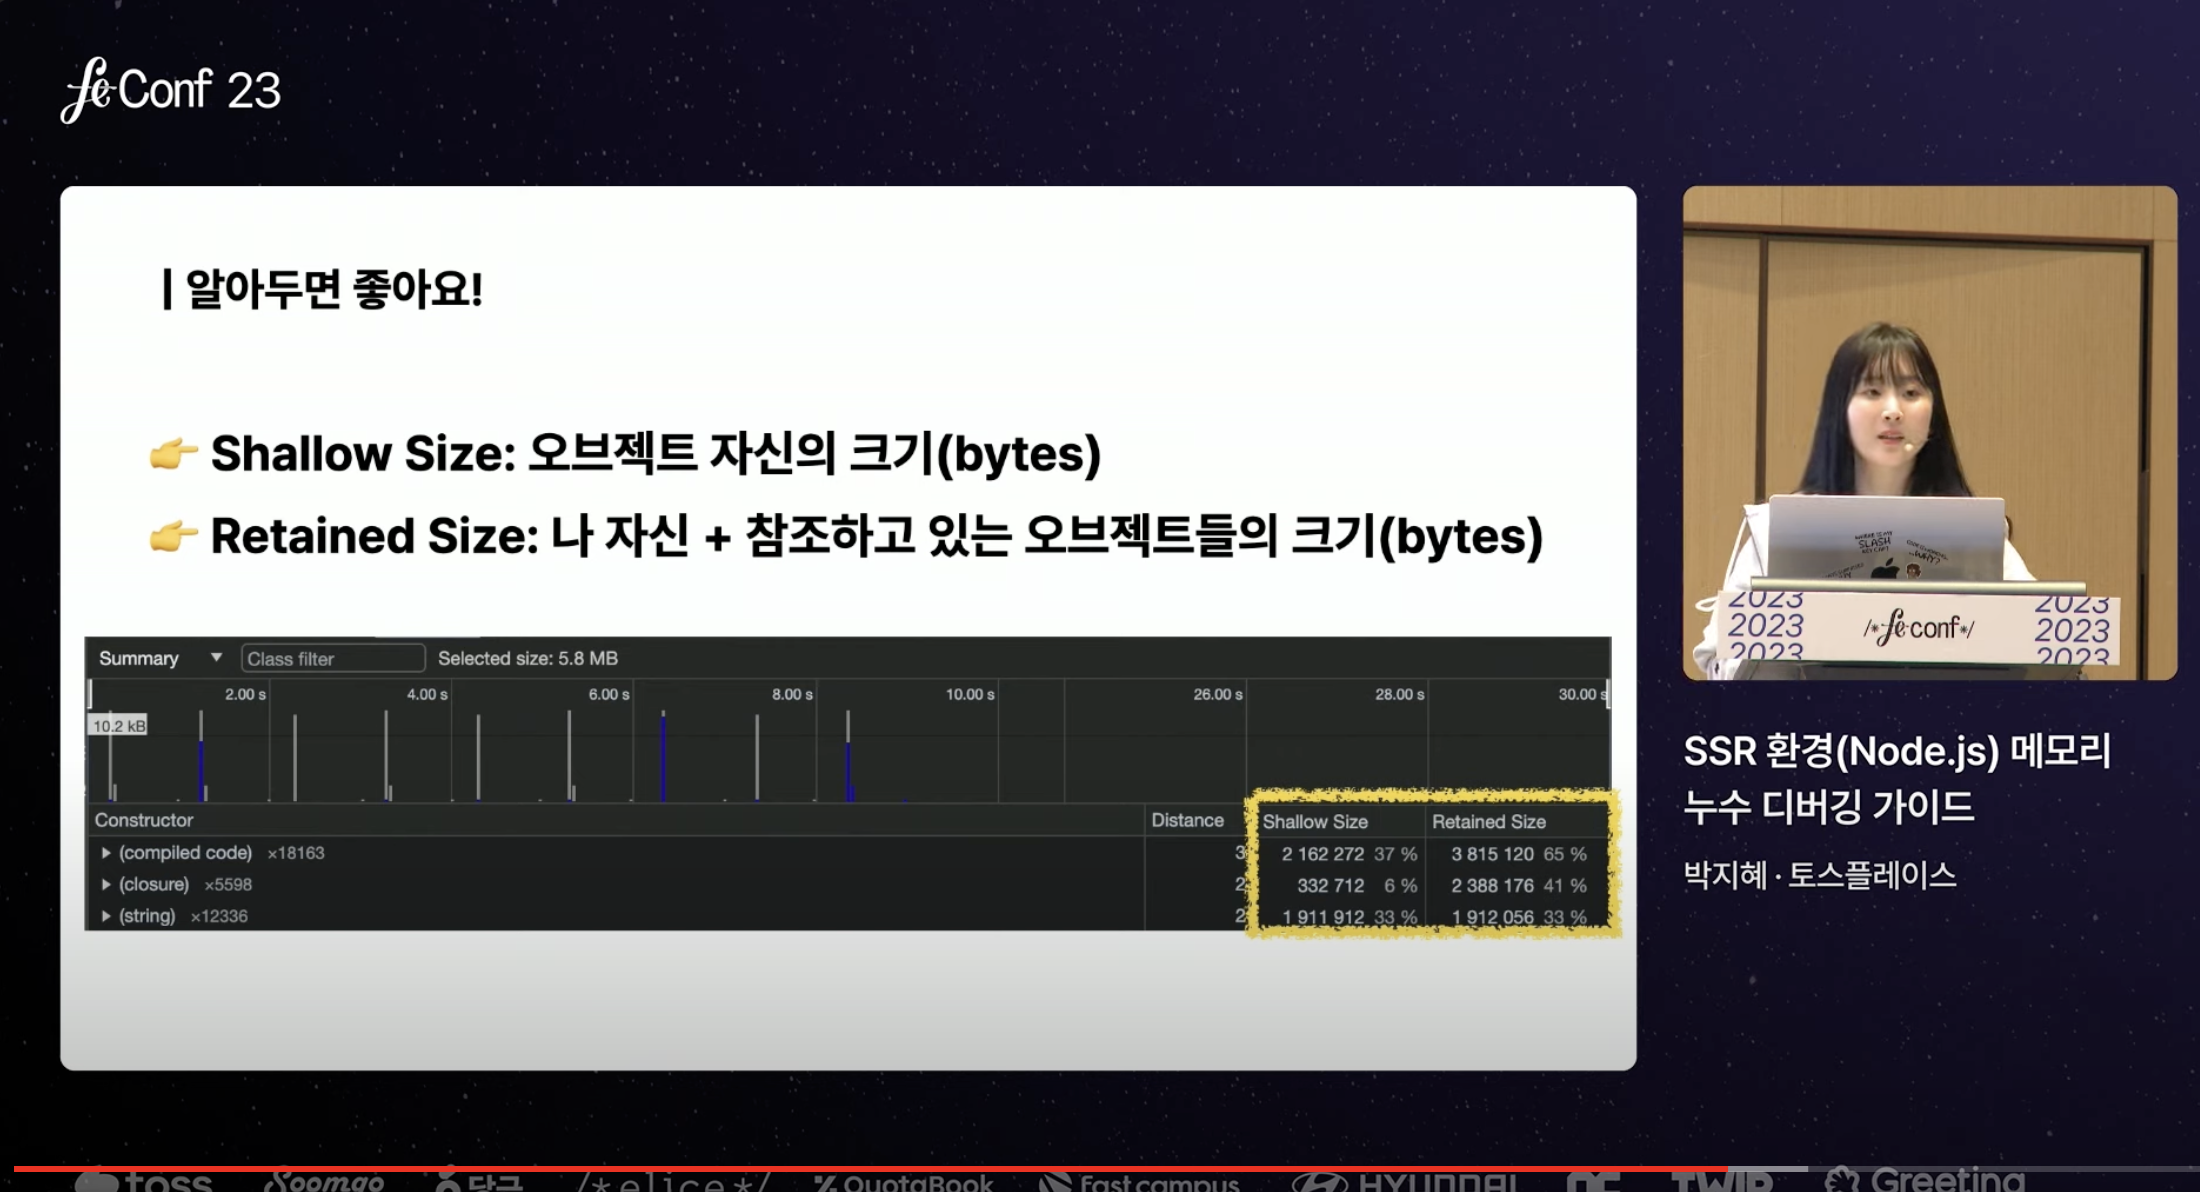 feConf 23
| 알아두면 좋아요!
👉 Shallow Size: 오브젝트 자신의 크기(bytes)
👉 Retained Size: 나 자신 + 참조하고 있는 오브젝트들의 크기(bytes)
Summary ▼ Class filter Selected size: 5.8 MB
2.00 s 4.00 s 6.00 s 8.00 s 10.00 s 26.00 s 28.00 s 30.00 s
10.2 kB
Constructor Distance Shallow Size Retained Size
▶ (compiled code) ×18163 3 2 162 272 37 % 3 815 120 65 %
▶ (closure) ×5598 2 332 712 6 % 2 388 176 41 %
▶ (string) ×12336 2 1 911 912 33 % 1 912 056 33 %
SLASH
WHY?
2023 2023
2023 /*feconf*/ 2023
2023 2023
SSR 환경(Node.js) 메모리
누수 디버깅 가이드
박지혜 · 토스플레이스
toss Soomgo 당근 /*elice*/ QuotaBook fast campus HYUNDAI TWIP Greeting